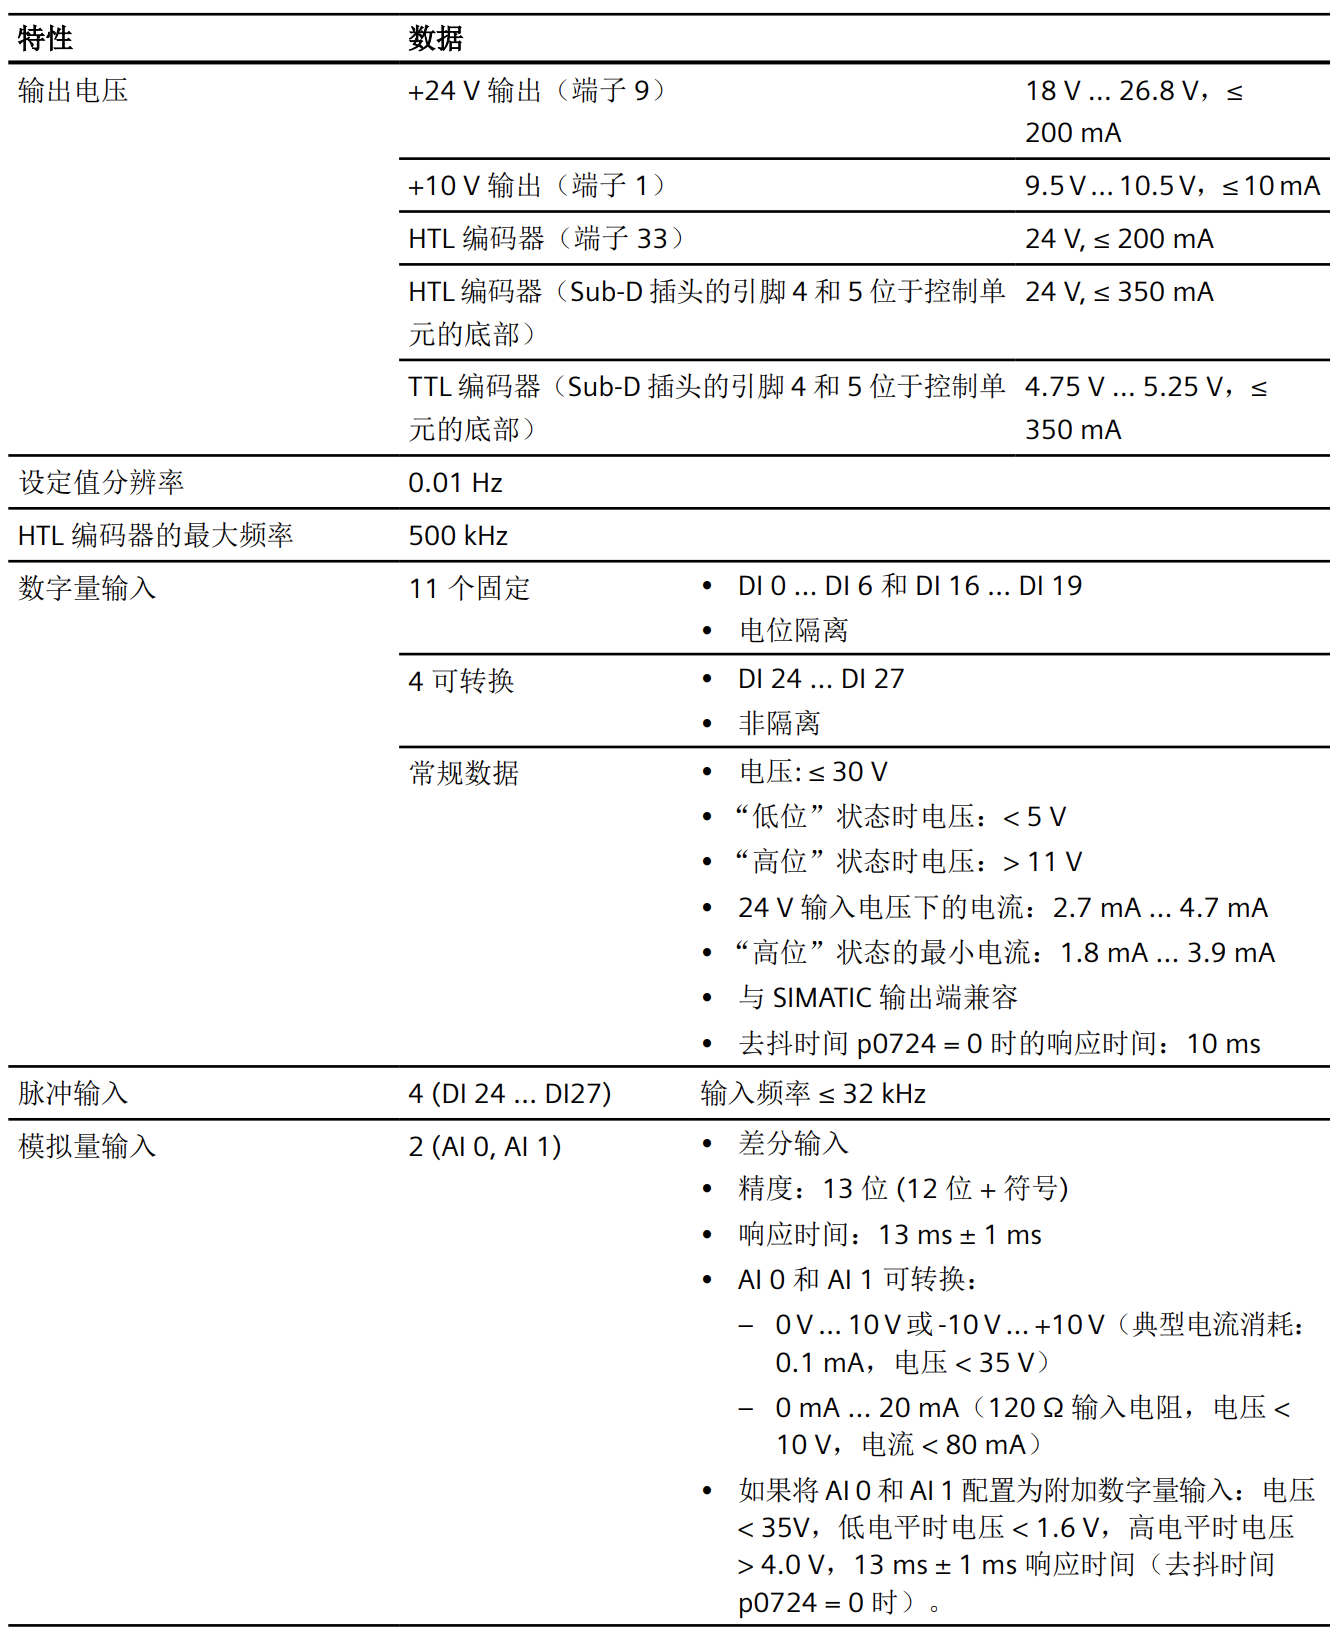 特性 数据
输出电压 +24 V 输出（端子 9） 18 V ... 26.8 V，≤
200 mA
+10 V 输出（端子 1） 9.5 V ... 10.5 V，≤ 10 mA
HTL 编码器（端子 33） 24 V, ≤ 200 mA
HTL 编码器（Sub-D 插头的引脚 4 和 5 位于控制单 24 V, ≤ 350 mA
元的底部）
TTL 编码器（Sub-D 插头的引脚 4 和 5 位于控制单 4.75 V ... 5.25 V，≤
元的底部） 350 mA
设定值分辨率 0.01 Hz
HTL 编码器的最大频率 500 kHz
数字量输入 11 个固定 • DI 0 ... DI 6 和 DI 16 ... DI 19
• 电位隔离
4 可转换 • DI 24 ... DI 27
• 非隔离
常规数据 • 电压: ≤ 30 V
• “低位”状态时电压：< 5 V
• “高位”状态时电压：> 11 V
• 24 V 输入电压下的电流：2.7 mA ... 4.7 mA
• “高位”状态的最小电流：1.8 mA ... 3.9 mA
• 与 SIMATIC 输出端兼容
• 去抖时间 p0724 = 0 时的响应时间：10 ms
脉冲输入 4 (DI 24 ... DI27) 输入频率 ≤ 32 kHz
模拟量输入 2 (AI 0, AI 1) • 差分输入
• 精度：13 位 (12 位 + 符号)
• 响应时间：13 ms ± 1 ms
• AI 0 和 AI 1 可转换：
– 0 V ... 10 V 或 -10 V ... +10 V（典型电流消耗：
0.1 mA，电压 < 35 V）
– 0 mA ... 20 mA（120 Ω 输入电阻，电压 <
10 V，电流 < 80 mA）
• 如果将 AI 0 和 AI 1 配置为附加数字量输入：电压
< 35V，低电平时电压 < 1.6 V，高电平时电压
> 4.0 V，13 ms ± 1 ms 响应时间（去抖时间
p0724 = 0 时）。